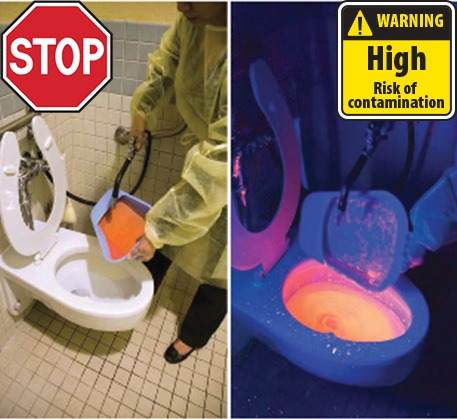 STOP
WARNING
High
Risk of
contamination